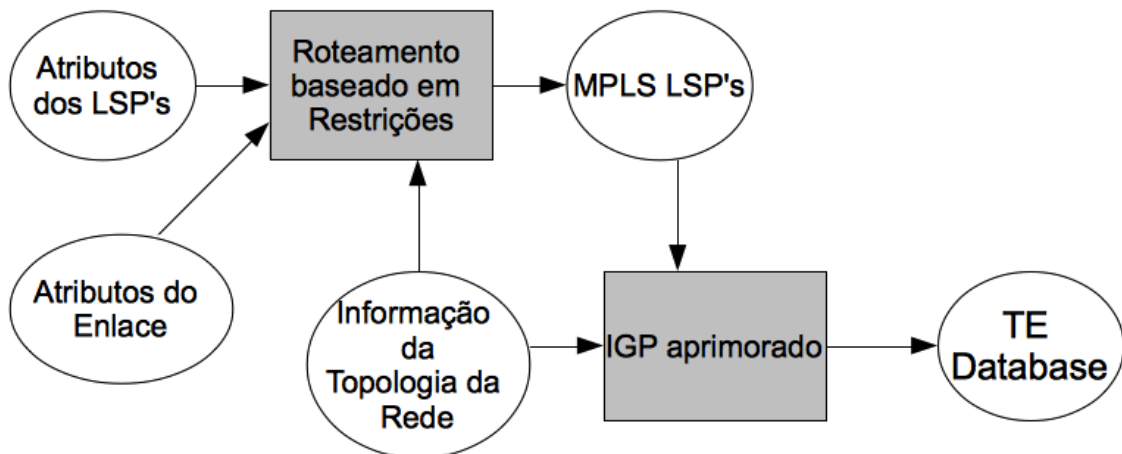 Atributos
dos LSP's
Roteamento
baseado em
Restrições
MPLS LSP's
Atributos do
Enlace
Informação
da
Topologia da
Rede
IGP aprimorado
TE
Database